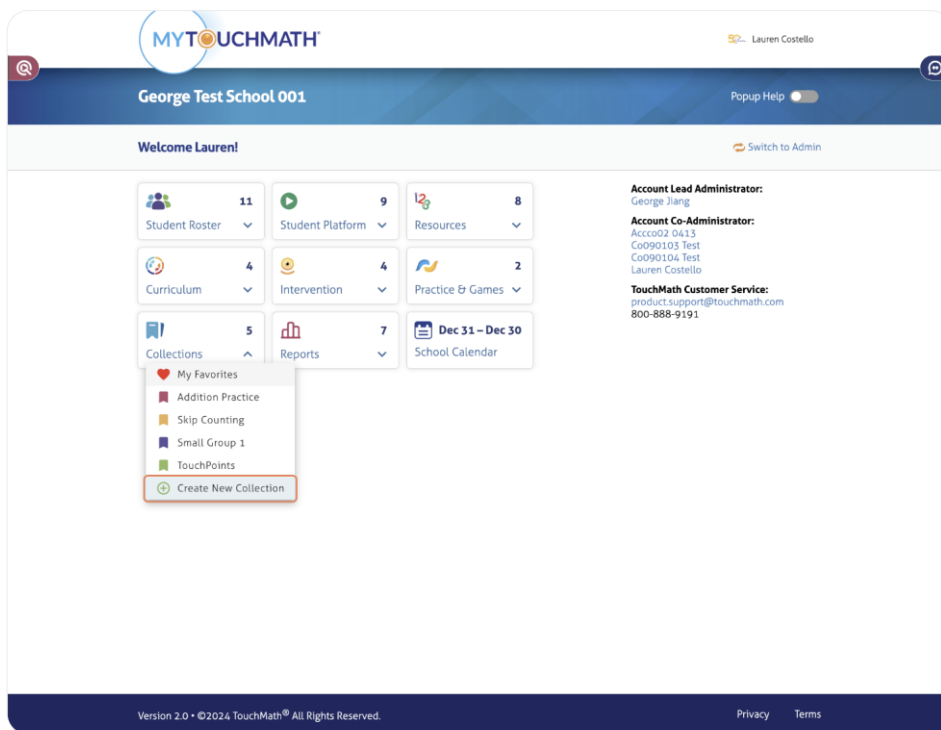 MYTOUCHMATH®
Lauren Costello
George Test School 001
Popup Help
Welcome Lauren!
Switch to Admin
11
Student Roster
9
Student Platform
8
Resources
4
Curriculum
4
Intervention
2
Practice & Games
5
Collections
7
Reports
Dec 31 – Dec 30
School Calendar
My Favorites
Addition Practice
Skip Counting
Small Group 1
TouchPoints
Create New Collection
Account Lead Administrator:
George Jiang
Account Co-Administrator:
Accco02 0413
Co090103 Test
Co090104 Test
Lauren Costello
TouchMath Customer Service:
product.support@touchmath.com
800-888-9191
Version 2.0 • ©2024 TouchMath® All Rights Reserved.
Privacy Terms